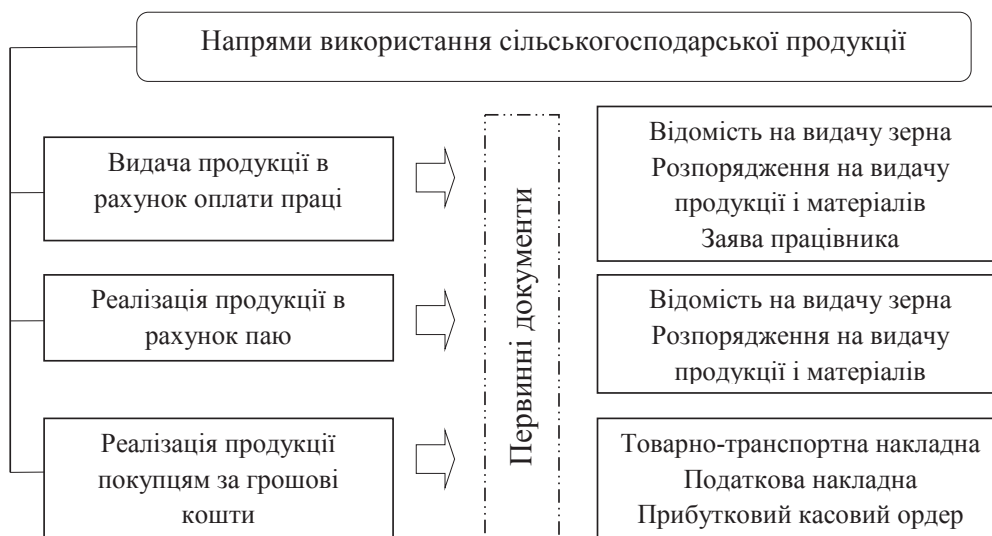 Напрями використання сільськогосподарської продукції
Видача продукції в
рахунок оплати праці
Первинні документи
Відомість на видачу зерна
Розпорядження на видачу
продукції і матеріалів
Заява працівника
Реалізація продукції в
рахунок паю
Відомість на видачу зерна
Розпорядження на видачу
продукції і матеріалів
Реалізація продукції
покупцям за грошові
кошти
Товарно-транспортна накладна
Податкова накладна
Прибутковий касовий ордер